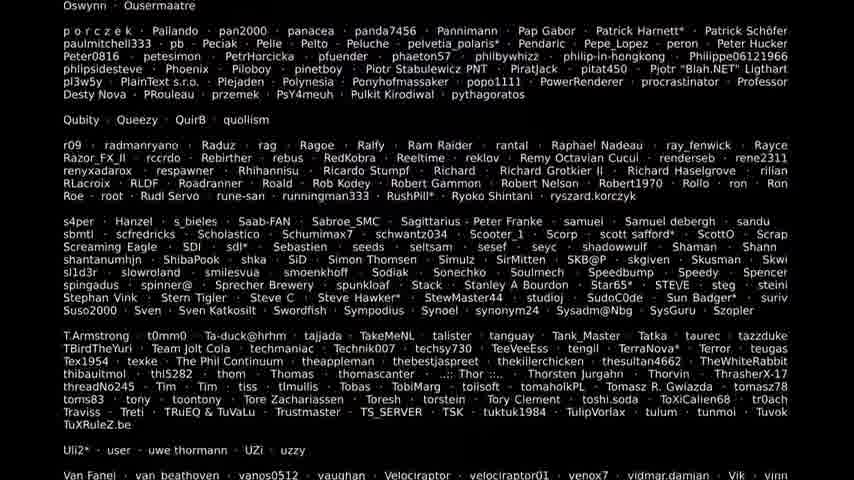 Oswynn · Ousermaatre
p o r c z e k · Pallando · pan2000 · panacea · panda7456 · Pannimann · Pap Gabor · Patrick Harnett* · Patrick Schöfer
paulmitchell333 · pb · Peciak · Pelle · Pelto · Peluche · pelvetia_polaris* · Pendaric · Pepe_Lopez · peron · Peter Hucker
Peter0816 · petesimon · PetrHorcicka · pfuender · phaeton57 · philbywhizz · philip-in-hongkong · Philippe06121966
phlipsidesteve · Phoenix · Piloboy · pinetboy · Piotr Stabulewicz PNT · PiratJack · pitat450 · Pjotr "Blah.NET" Ligthart
pl3w5y · PlainText s.r.o. · Plejaden · Polynesia · Ponyhofmassaker · popo1111 · PowerRenderer · procrastinator · Professor
Desty Nova · PRouleau · przemek · PsY4meuh · Pulkit Kirodiwal · pythagoratos
Qubity · Queezy · QuirB · quollism
r09 · radmanryano · Raduz · rag · Ragoe · Ralfy · Ram Raider · rantal · Raphael Nadeau · ray_fenwick · Rayce
Razor_FX_II · rccrdo · Rebirther · rebus · RedKobra · Reeltime · reklov · Remy Octavian Cucui · renderseb · rene2311
renyxadarox · respawner · Rhihannisu · Ricardo Stumpf · Richard · Richard Grotkier II · Richard Haselgrove · rilian
RLacroix · RLDF · Roadranner · Roald · Rob Kodey · Robert Gammon · Robert Nelson · Robert1970 · Rollo · ron · Ron
Roe · root · Rudi Servo · rune-san · runningman333 · RushPill* · Ryoko Shintani · ryszard.korczyk
s4per · Hanzel · s_bieles · Saab-FAN · Sabroe_SMC · Sagittarius - Peter Franke · samuei · Samuel debergh · sandu
sbmtl · scfredricks · Scholastico · Schumimax7 · schwantz034 · Scooter_1 · Scorp · scott safford* · ScottO · Scrap
Screaming Eagle · SDI · sdl* · Sebastien · seeds · seltsam · sesef · seyc · shadowwulf · Shaman · Shann
shantanumhjn · ShibaPook · shka · SiD · Simon Thomsen · Simulz · SirMitten · SKB@P · skgiven · Skusman · Skwi
sl1d3r · slowroland · smilesvua · smoenkhoff · Sodiak · Sonechko · Soulmech · Speedbump · Speedy · Spencer
spingadus · spinner@ · Sprecher Brewery · spunkloaf · Stack · Stanley A Bourdon · Star65* · STE\/E · steg · steini
Stephan Vink · Stern Tigler · Steve C · Steve Hawker* · StewMaster44 · studioj · SudoC0de · Sun Badger* · suriv
Suso2000 · Sven · Sven Katkosilt · Swordfish · Sympodius · Synoel · synonym24 · Sysadm@Nbg · SysGuru · Szopler
T.Armstrong · t0mm0 · Ta-duck@hrhm · tajjada · TakeMeNL · talister · tanguay · Tank_Master · Tatka · taurec · tazzduke
TBirdTheYuri · Team Jolt Cola · techmaniac · Technik007 · techsy730 · TeeVeeEss · tengll · TerraNova* · Terror · teugas
Tex1954 · texke · The Phil Continuum · theappleman · thebestjaspreet · thekillerchicken · thesultan4662 · TheWhiteRabbit
thibauitmol · thl5282 · thom · Thomas · thomascanter · ..:: Thor ::.. · Thorsten Jurgahn · Thorvin · ThrasherX-17
threadNo245 · Tim · Tim · tiss · tlmullis · Tobas · TobiMarg · toiisoft · tomaholkPL · Tomasz R. Gwiazda · tomasz78
toms83 · tony · toontony · Tore Zachariassen · Toresh · torstein · Tory Clement · toshi.soda · ToXiCalien68 · tr0ach
Traviss · Treti · TRuEQ & TuVaLu · Trustmaster · TS_SERVER · TSK · tuktuk1984 · TulipVorlax · tulum · tunmoi · Tuvok
TuXRuleZ.be
Uli2* · user · uwe thormann · UZi · uzzy
Van Fanel · van beathoven · vanos0512 · vaughan · Velociraptor · velociraptor01 · venox7 · vidmar.damjan · Vik · vinn